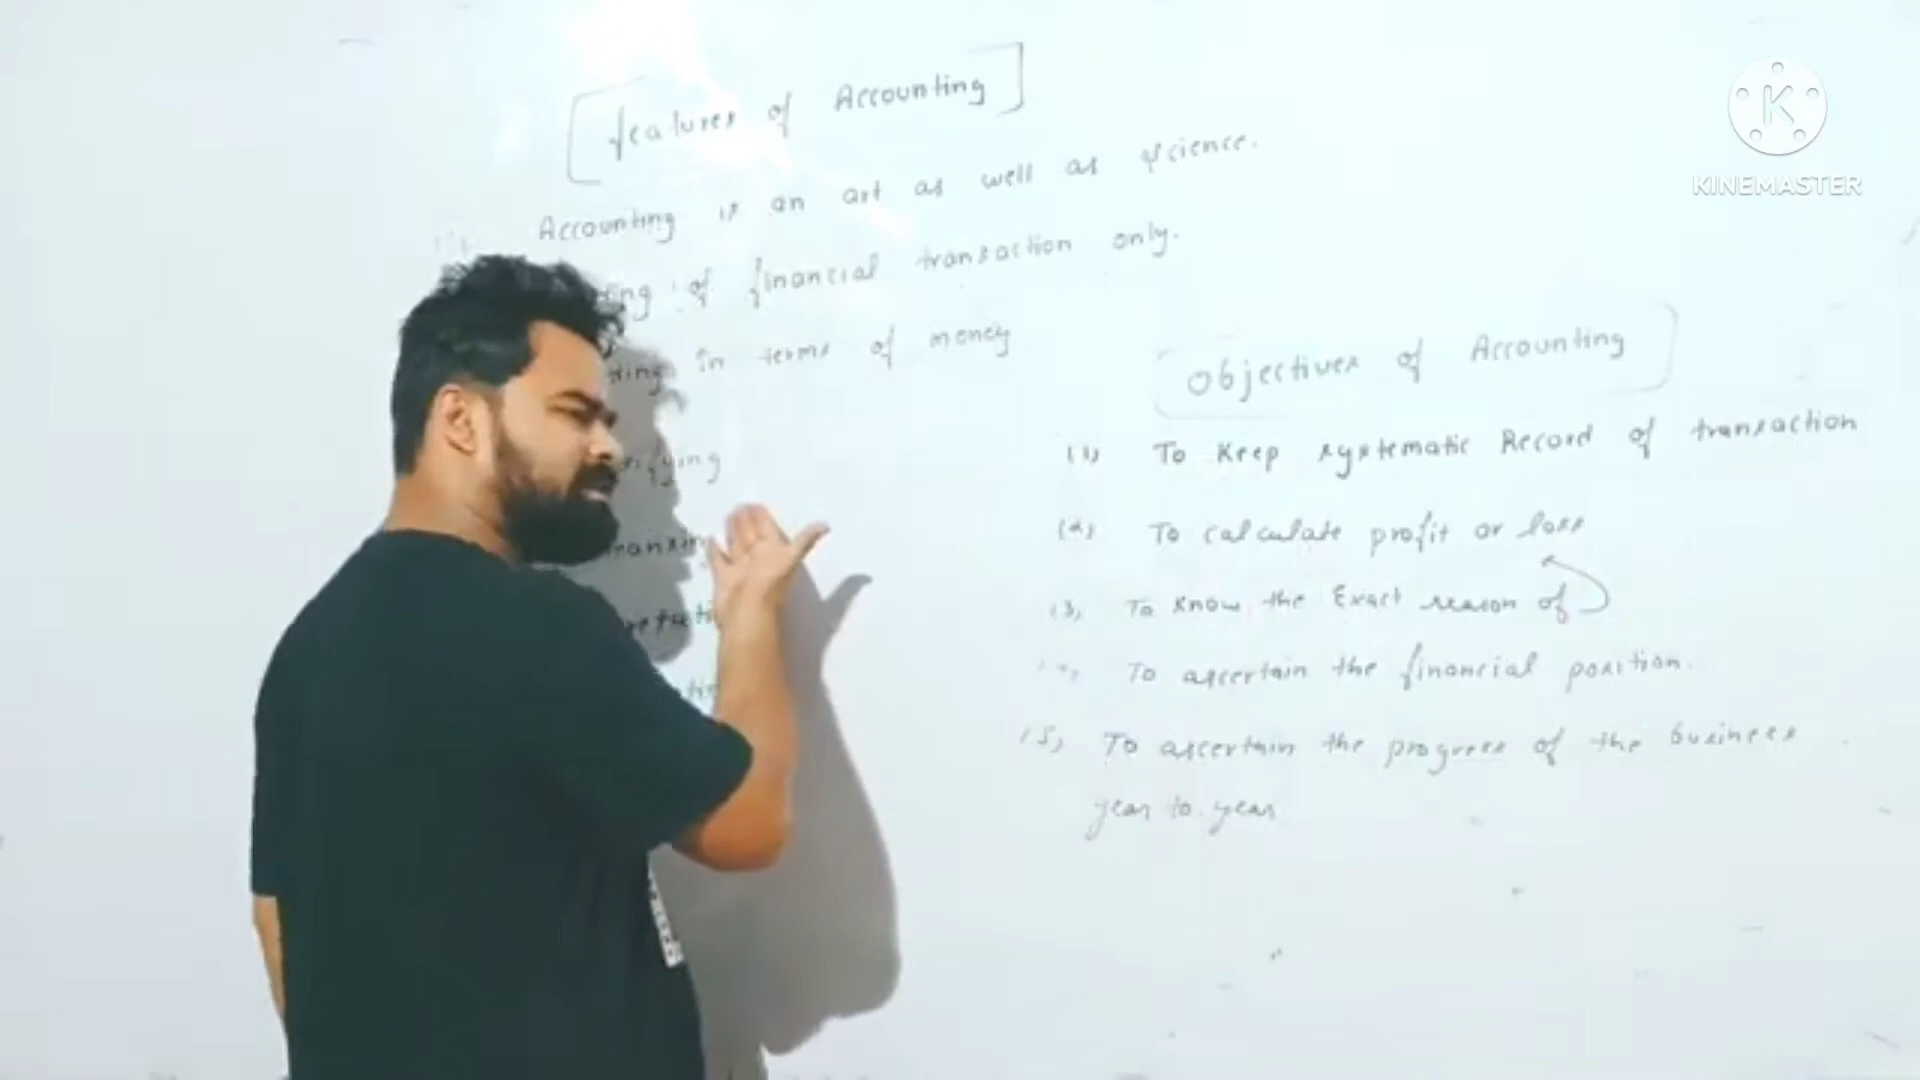 features of Accounting
Accounting is an art as well as science.
of financial transaction only.
in terms of money
Objectives of Accounting
(1) To Keep systematic Record of transaction
(2) To calculate profit or loss
(3) To Know the Exact reason of
To ascertain the financial position.
(5) To ascertain the progress of the business
year to year
KINEMASTER